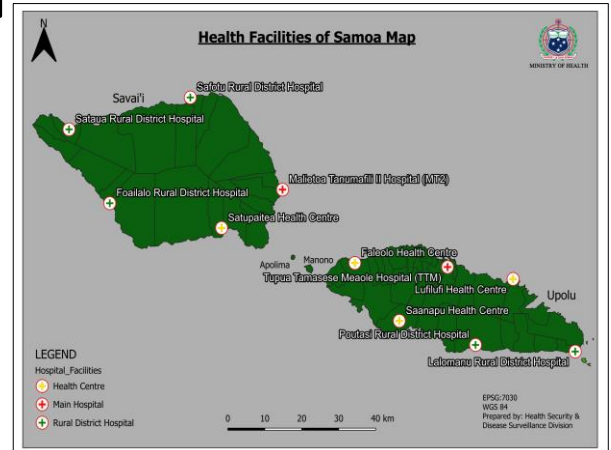 N
Health Facilities of Samoa Map
MINISTRY OF HEALTH
Savai'i
Safotu Rural District Hospital
Sataua Rural District Hospital
Malietoa Tanumafili II Hospital (MT2)
Foailalo Rural District Hospital
Satupaitea Health Centre
Apolima
Manono
Faleolo Health Centre
Tupua Tamasese Meaole Hospital (TTM)
Lufilufi Health Centre
Upolu
Saanapu Health Centre
Poutasi Rural District Hospital
Lalomanu Rural District Hospital
LEGEND
Hospital_Facilities
Health Centre
Main Hospital
Rural District Hospital
0 10 20 30 40 km
EPSG:7030
WGS 84
Prepared by: Health Security &
Disease Surveillance Division